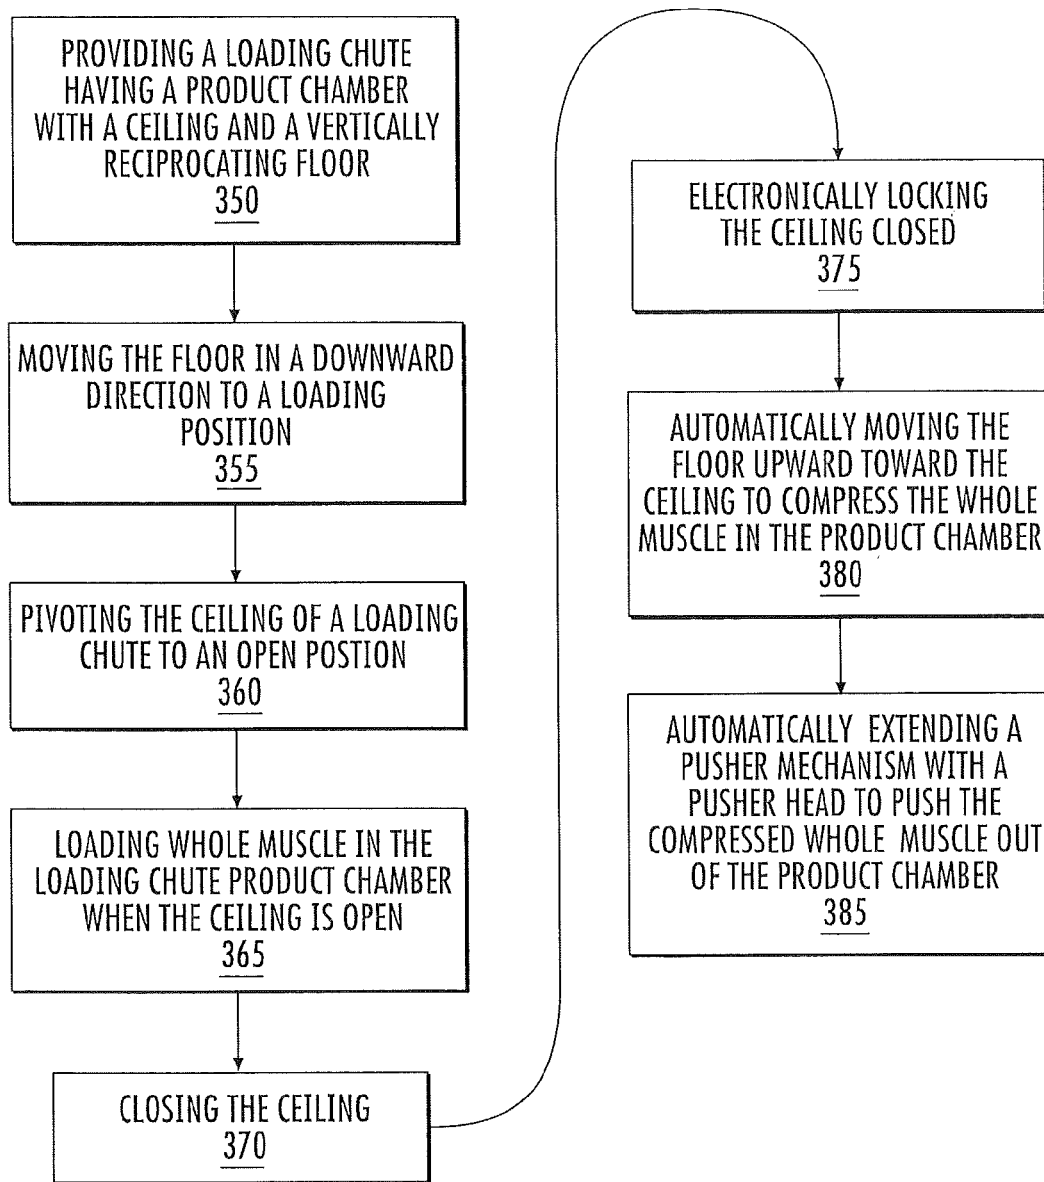 PROVIDING A LOADING CHUTE
HAVING A PRODUCT CHAMBER
WITH A CEILING AND A VERTICALLY
RECIPROCATING FLOOR
350
MOVING THE FLOOR IN A DOWNWARD
DIRECTION TO A LOADING
POSITION
355
PIVOTING THE CEILING OF A LOADING
CHUTE TO AN OPEN POSTION
360
LOADING WHOLE MUSCLE IN THE
LOADING CHUTE PRODUCT CHAMBER
WHEN THE CEILING IS OPEN
365
CLOSING THE CEILING
370
ELECTRONICALLY LOCKING
THE CEILING CLOSED
375
AUTOMATICALLY MOVING THE
FLOOR UPWARD TOWARD THE
CEILING TO COMPRESS THE WHOLE
MUSCLE IN THE PRODUCT CHAMBER
380
AUTOMATICALLY EXTENDING A
PUSHER MECHANISM WITH A
PUSHER HEAD TO PUSH THE
COMPRESSED WHOLE MUSCLE OUT
OF THE PRODUCT CHAMBER
385